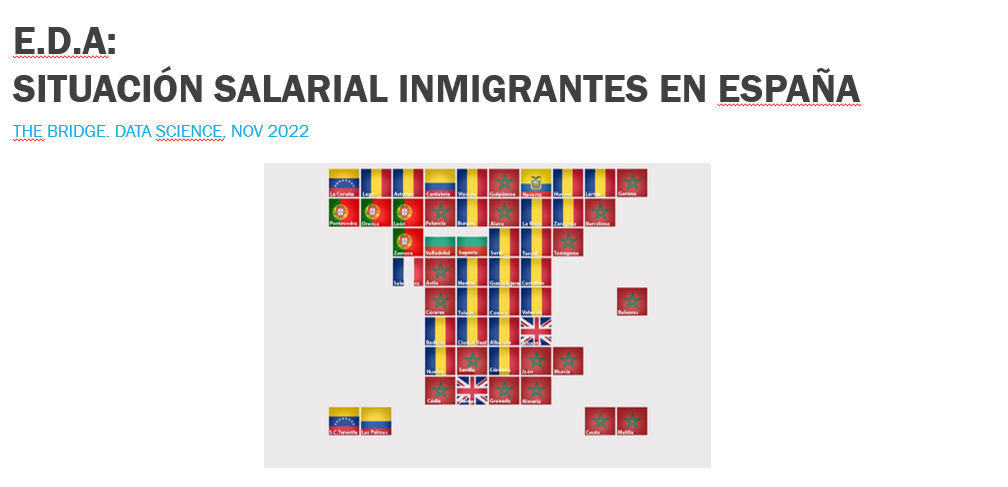 E.D.A:
SITUACIÓN SALARIAL INMIGRANTES EN ESPAÑA
THE BRIDGE. DATA SCIENCE, NOV 2022
La Coruña Lugo Asturias Cantabria Vizcaya Guipúzcoa Navarra Huesca Lérida Gerona
Pontevedra Orense León Palencia Burgos Álava La Rioja Zaragoza Barcelona
Zamora Valladolid Segovia Soria Teruel Tarragona
Ávila Madrid Guadalajara Castellón
Cáceres Toledo Cuenca Valencia Baleares
Badajoz Ciudad Real Albacete
Huelva Sevilla Córdoba Jaén Murcia
Cádiz Granada Almería
S.C. Tenerife Las Palmas Ceuta Melilla